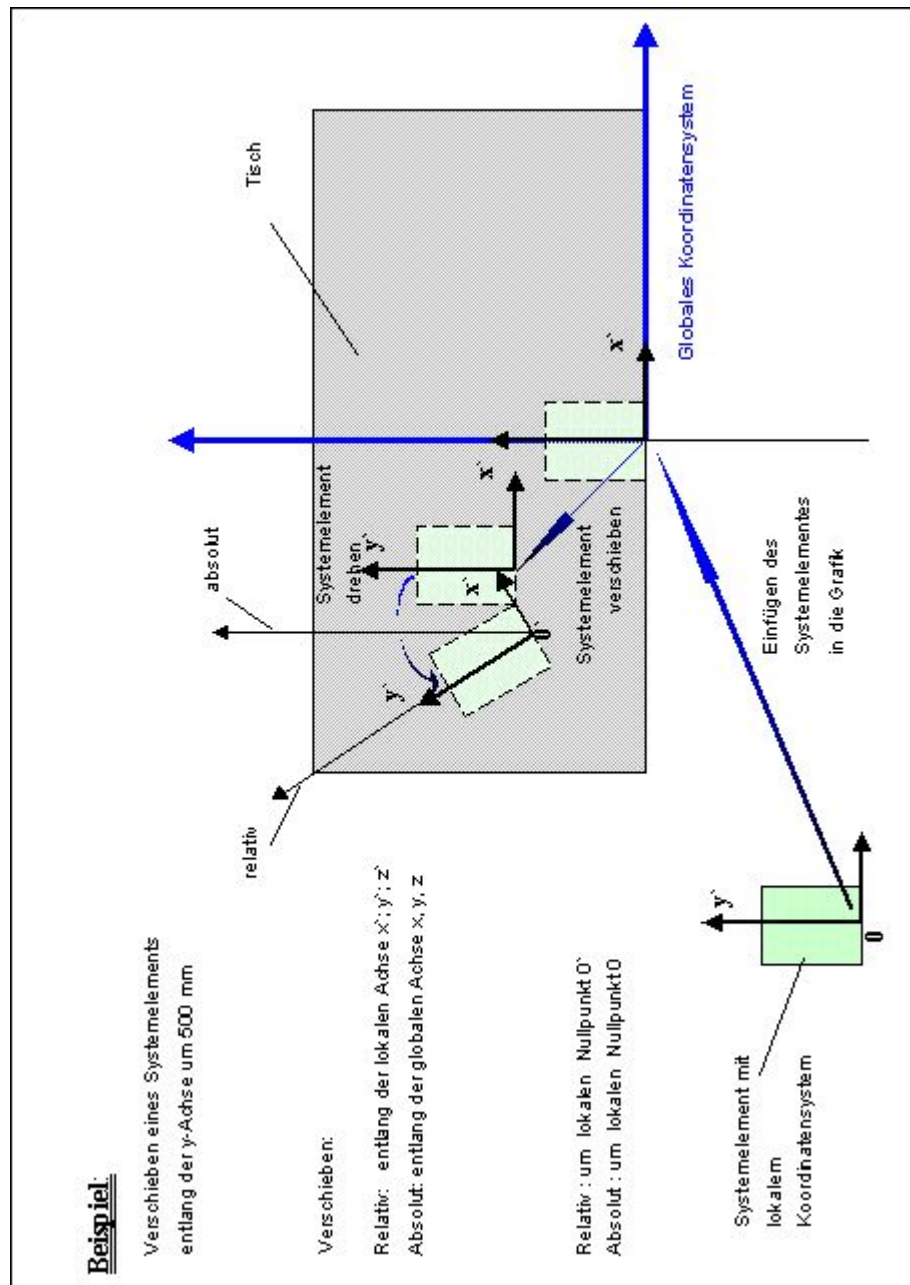 Beispiel:
Verschieben eines Systemelements
entlang der y-Achse um 500 mm
Verschieben:
Relativ: entlang der lokalen Achse x`; y`; z`
Absolut: entlang der globalen Achse x, y, z
Relativ : um lokalen Nullpunkt 0`
Absolut : um lokalen Nullpunkt 0
Systemelement mit
lokalem
Koordinatensystem
y`
0
relativ
absolut
Tisch
Systemelement
drehen
y`
x`
y`
x`
0
Systemelement
verschieben
x`
Einfügen des
Systemelementes
in die Grafik
Globales Koordinatensystem